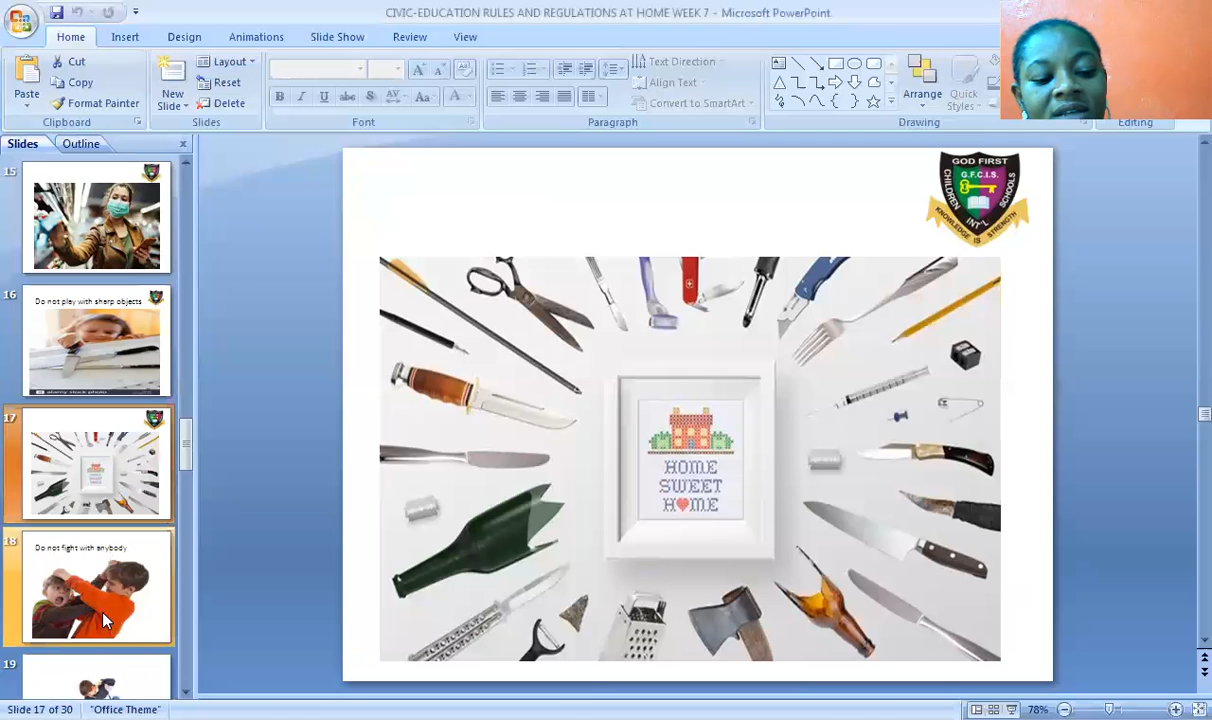 CIVIC-EDUCATION RULES AND REGULATIONS AT HOME WEEK 7 - Microsoft PowerPoint
Home Insert Design Animations Slide Show Review View
Paste
Cut
Copy
Format Painter
Clipboard
New
Slide
Layout
Reset
Delete
Slides
B I U abc S AV Aa A
Font
Text Direction
Align Text
Convert to SmartArt
Paragraph
Arrange
Quick
Styles
Drawing
Editing
Slides Outline
15
16
Do not play with sharp objects
17
18
Do not fight with anybody
19
GOD FIRST
CHILDREN
G.F.C.I.S.
SCHOOLS
INT'L
KNOWLEDGE IS STRENGTH
HOME
SWEET
HOME
Slide 17 of 30 "Office Theme" 78%